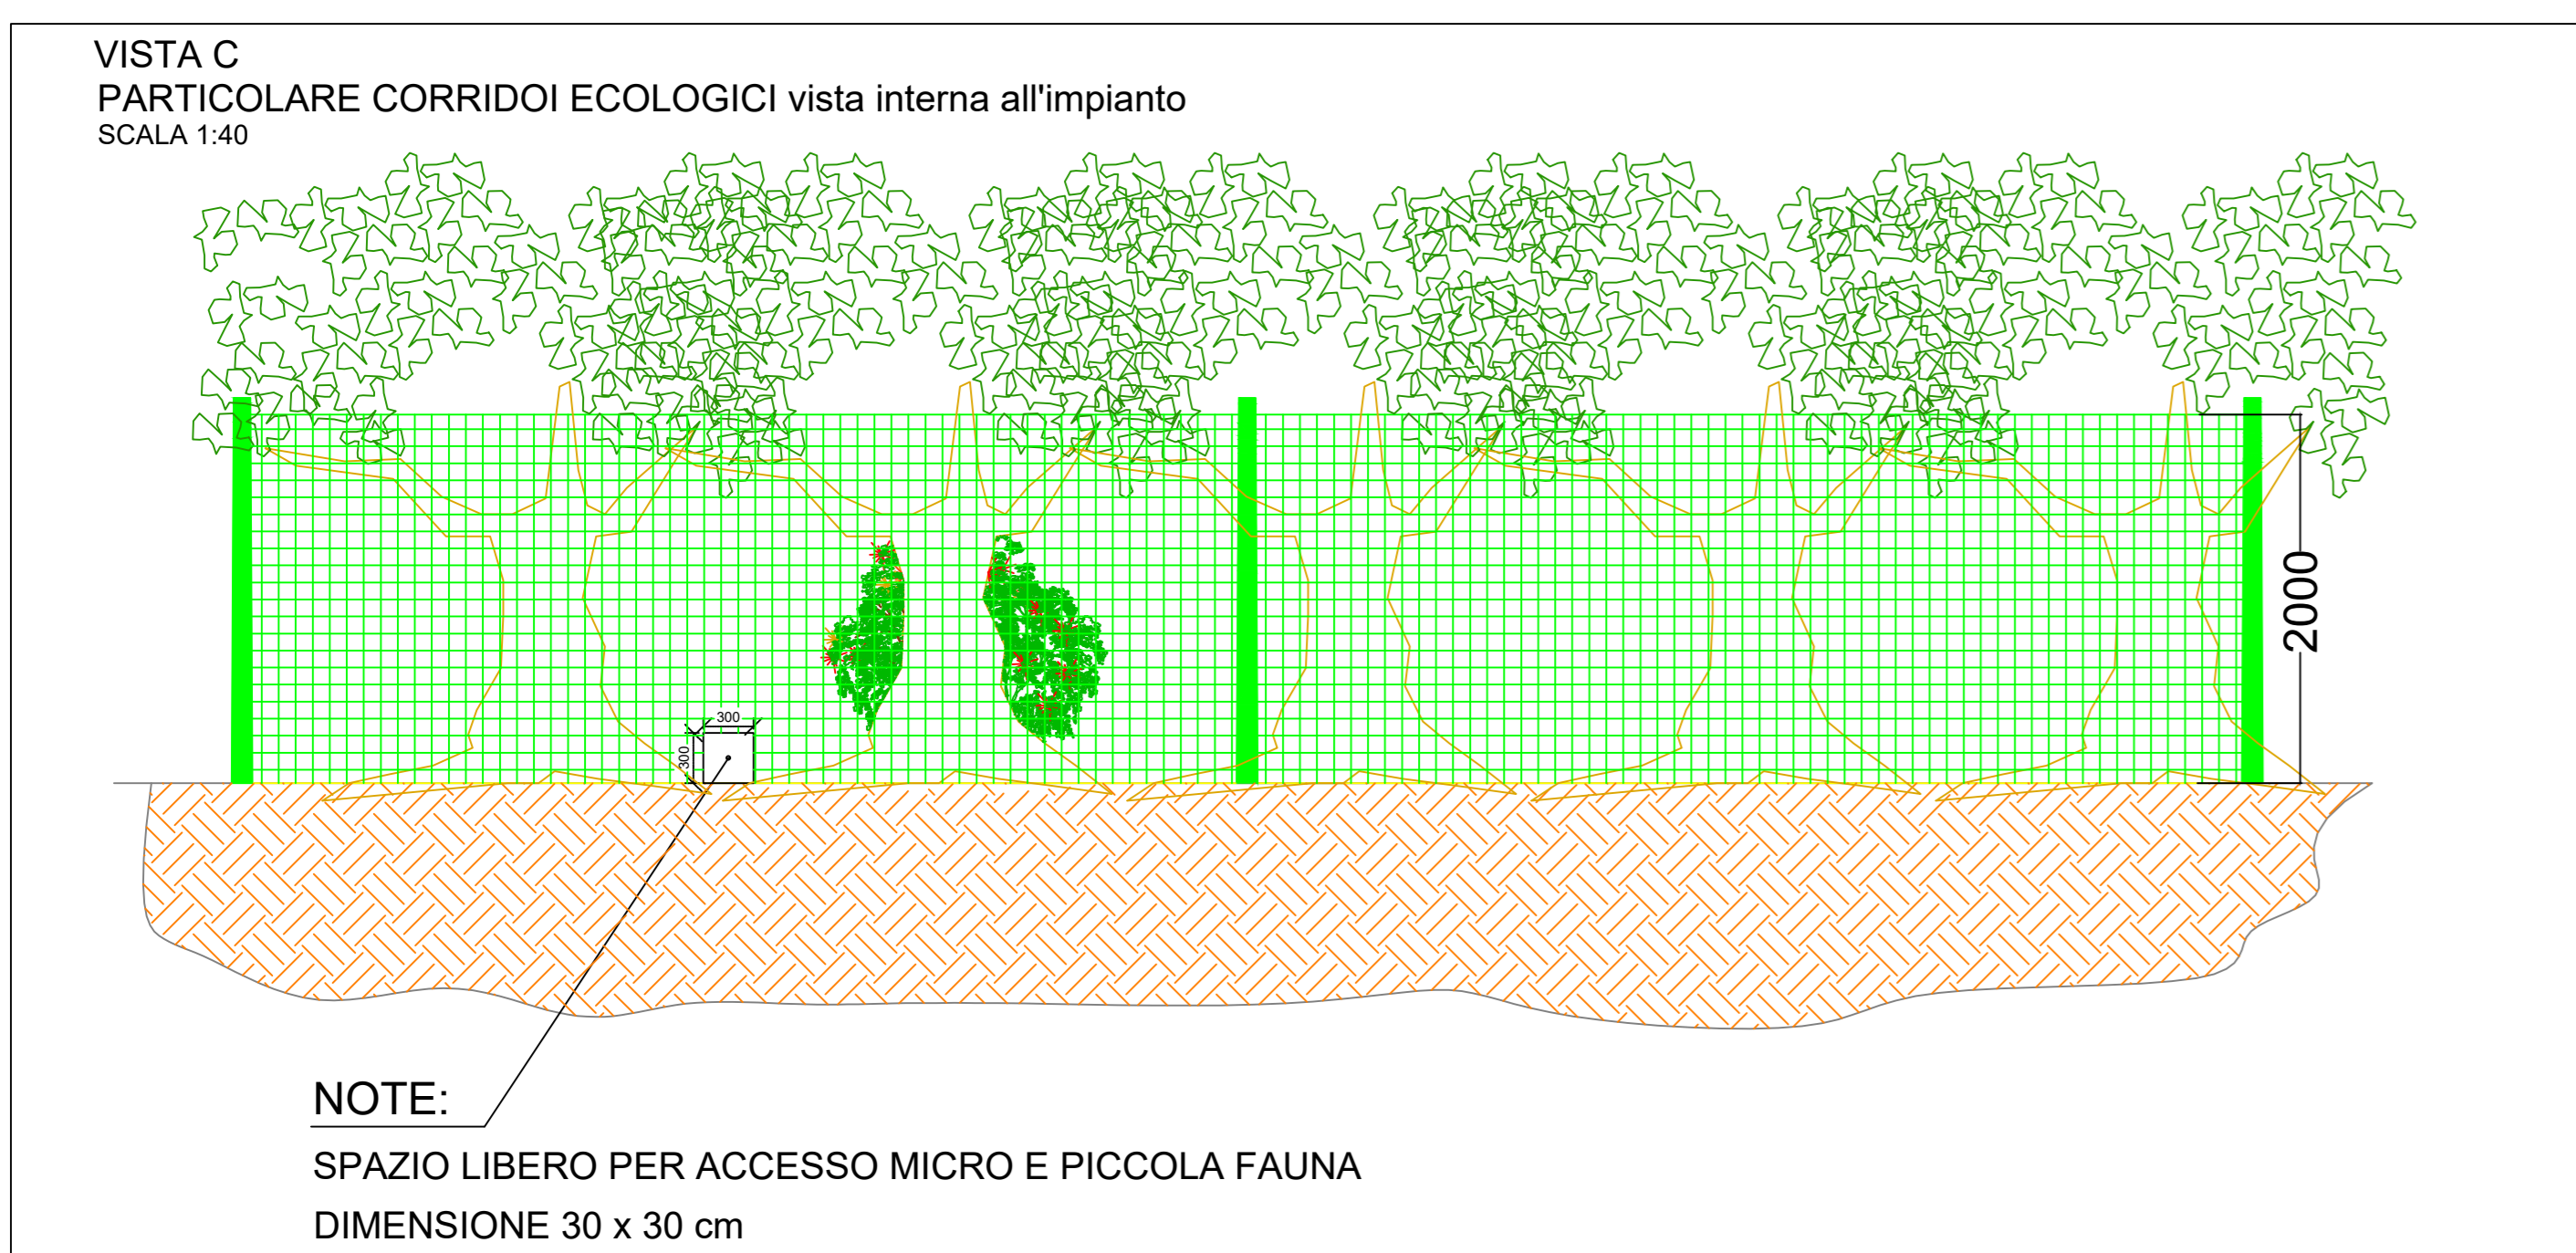 VISTA C
PARTICOLARE CORRIDOI ECOLOGICI vista interna all'impianto
SCALA 1:40
2000
300
300
NOTE:
SPAZIO LIBERO PER ACCESSO MICRO E PICCOLA FAUNA
DIMENSIONE 30 x 30 cm